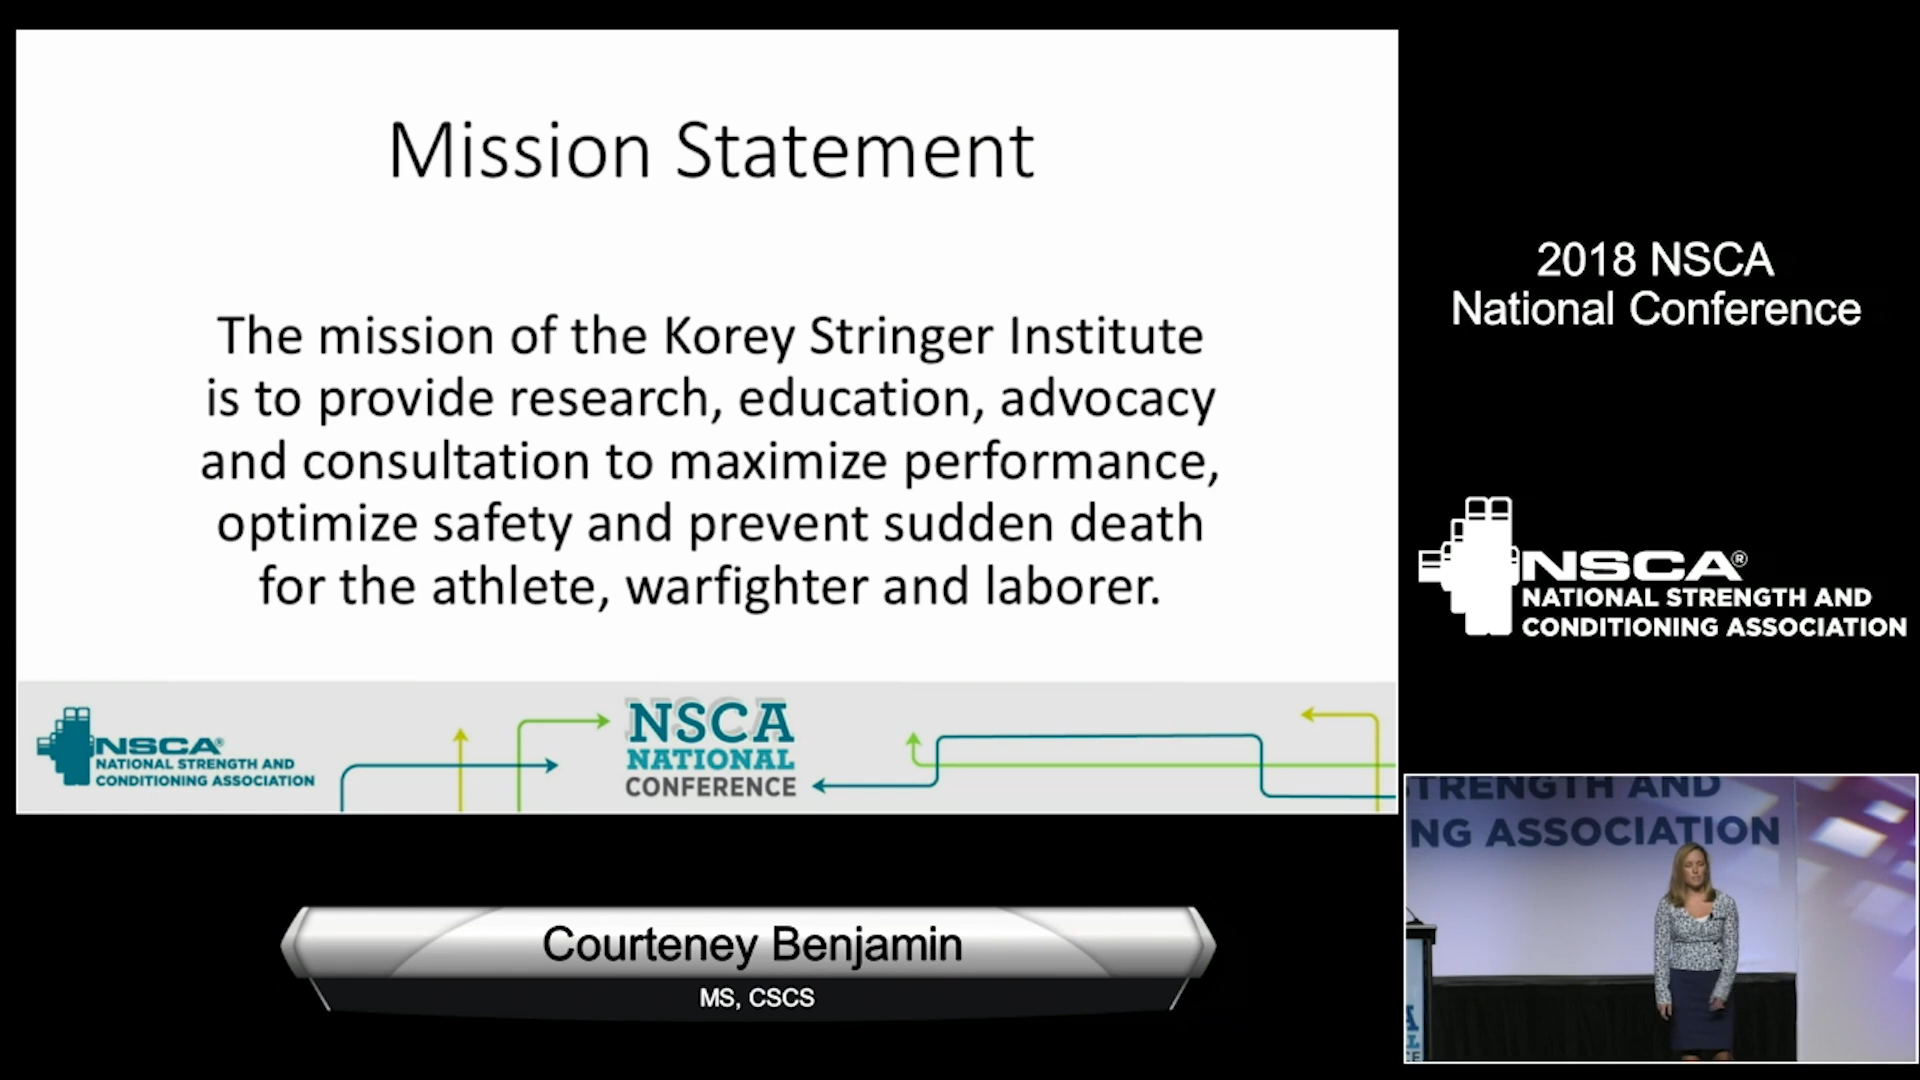 Mission Statement
The mission of the Korey Stringer Institute
is to provide research, education, advocacy
and consultation to maximize performance,
optimize safety and prevent sudden death
for the athlete, warfighter and laborer.
NSCA®
NATIONAL STRENGTH AND
CONDITIONING ASSOCIATION
NSCA
NATIONAL
CONFERENCE
2018 NSCA
National Conference
NSCA®
NATIONAL STRENGTH AND
CONDITIONING ASSOCIATION
TRENGTH AND
NG ASSOCIATION
Courteney Benjamin
MS, CSCS